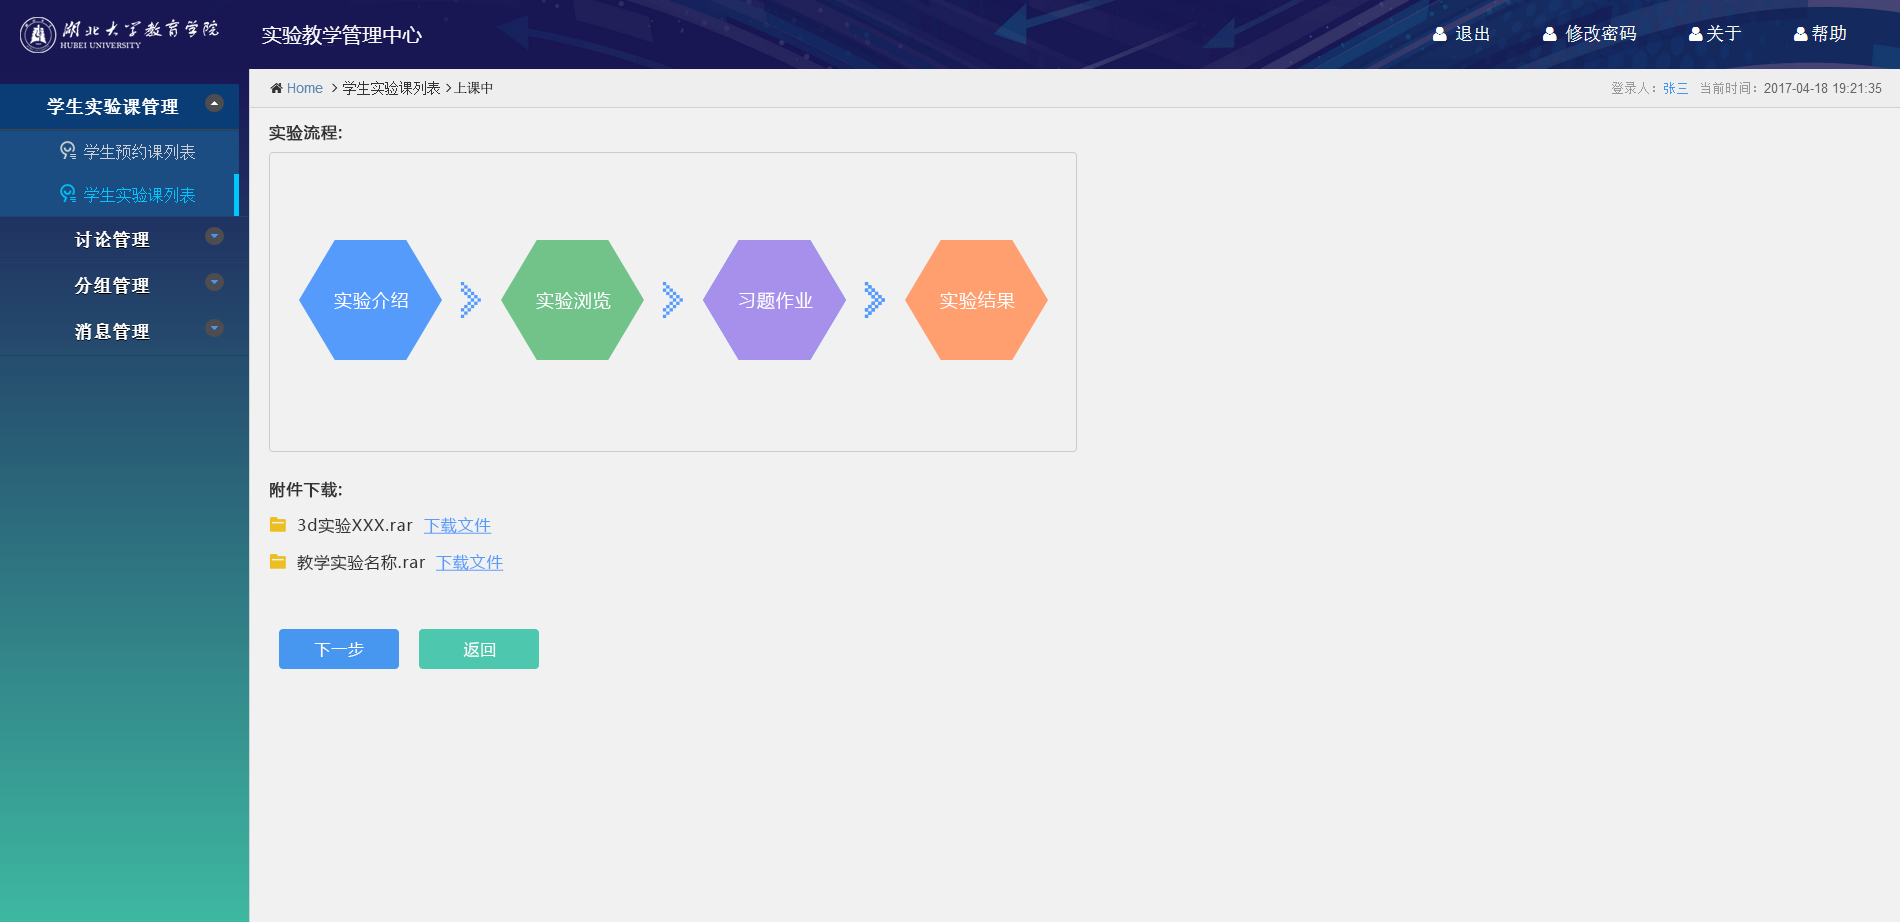 湖北大学教育学院
HUBEI UNIVERSITY
实验教学管理中心
退出
修改密码
关于
帮助
Home
学生实验课列表
上课中
登录人：张三 当前时间：2017-04-18 19:21:35
学生实验课管理
学生预约课列表
学生实验课列表
讨论管理
分组管理
消息管理
实验流程:
实验介绍
实验浏览
习题作业
实验结果
附件下载:
3d实验XXX.rar 下载文件
教学实验名称.rar 下载文件
下一步
返回